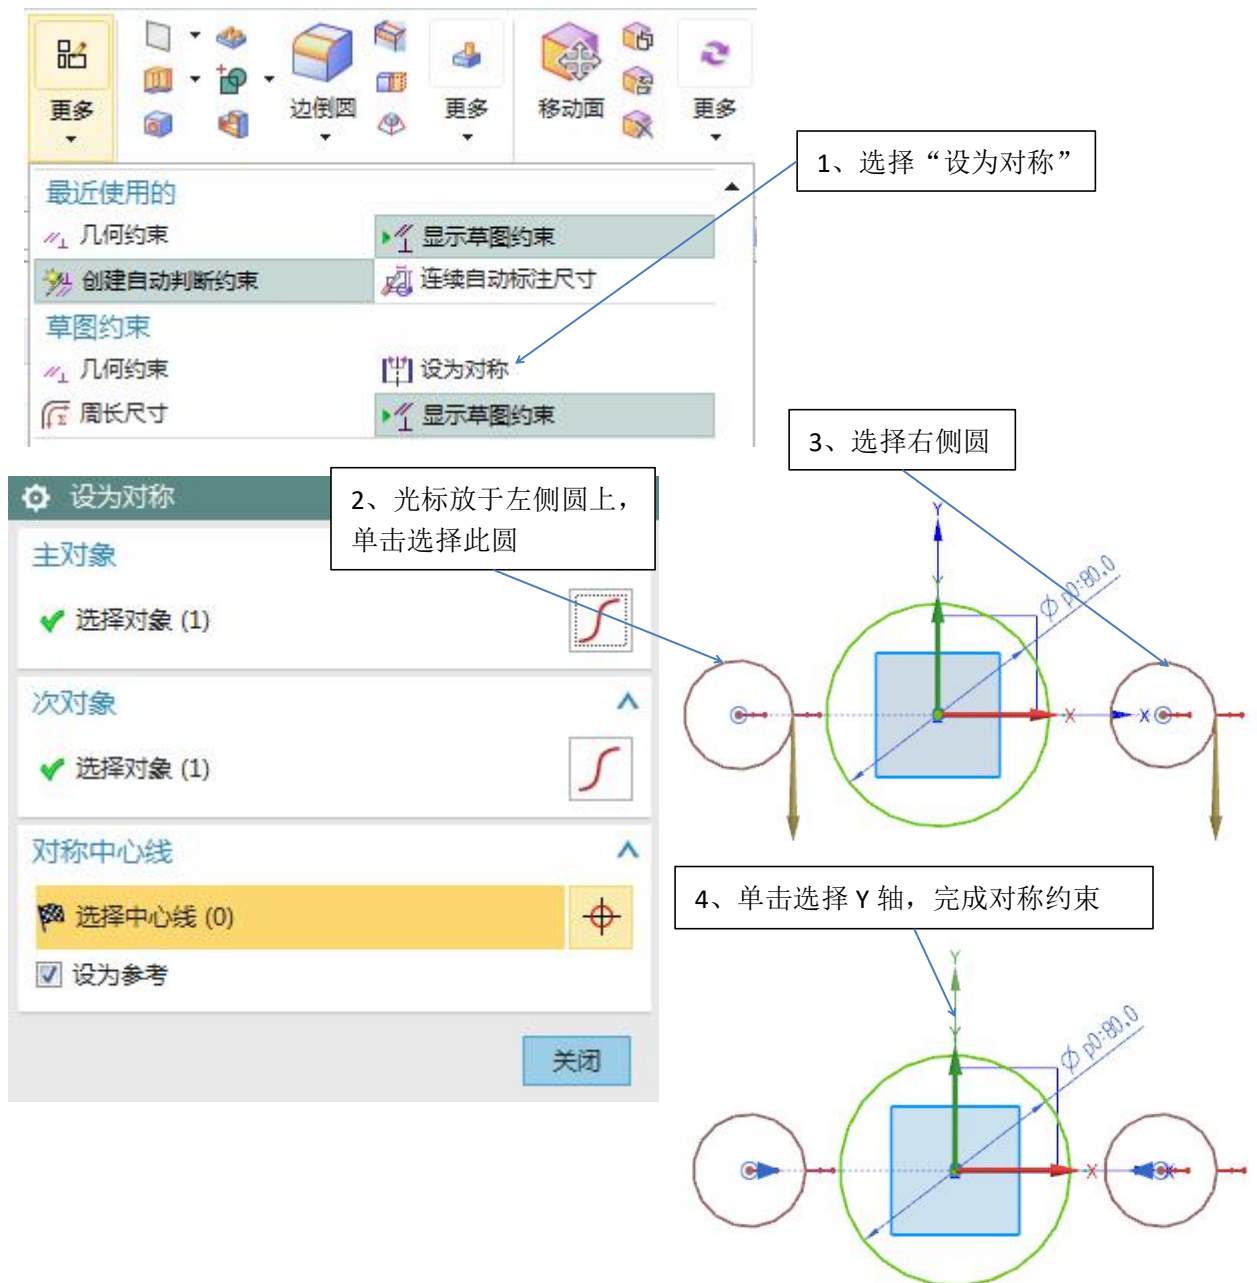 更多
边倒圆
更多
移动面
更多
1、选择“设为对称”
最近使用的
几何约束
显示草图约束
创建自动判断约束
连续自动标注尺寸
草图约束
几何约束
设为对称
周长尺寸
显示草图约束
3、选择右侧圆
设为对称
2、光标放于左侧圆上，
单击选择此圆
主对象
选择对象 (1)
次对象
选择对象 (1)
对称中心线
选择中心线 (0)
设为参考
关闭
Y
Y
Ø p0:80.0
X
X
4、单击选择 Y 轴，完成对称约束
Y
Y
Ø p0:80.0
X
X